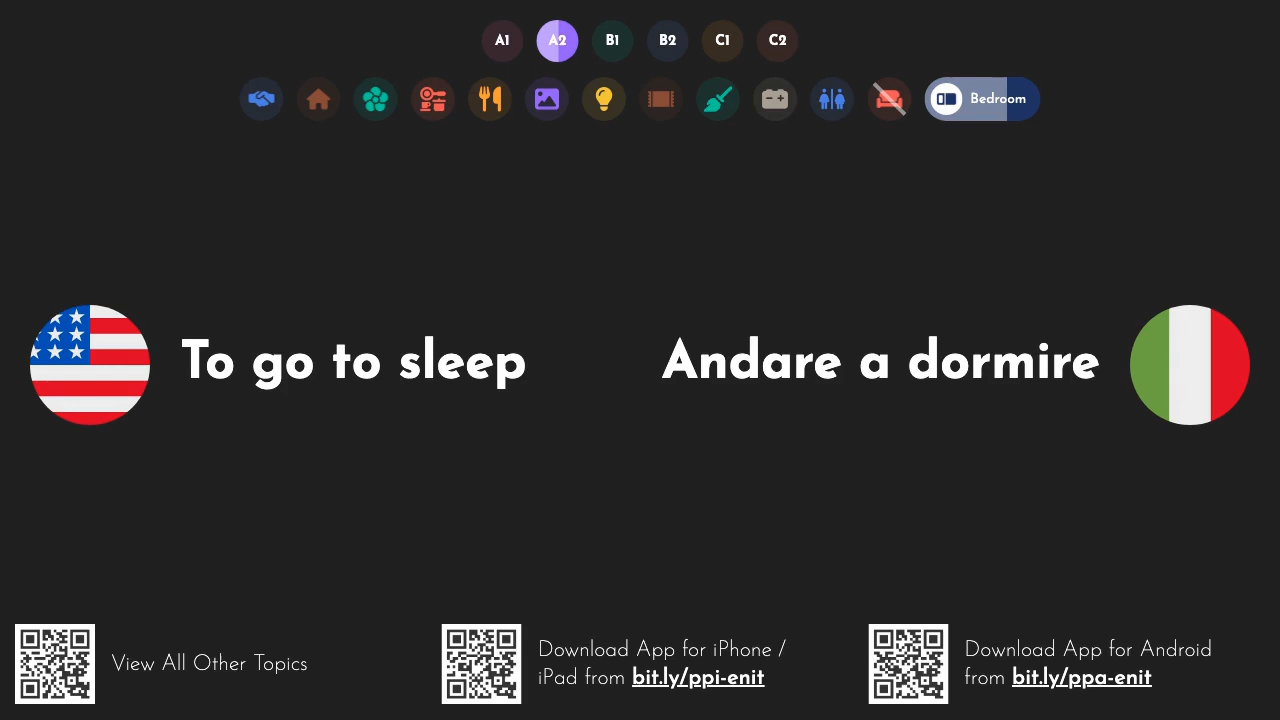 A1 A2 B1 B2 C1 C2
Bedroom
To go to sleep
Andare a dormire
View All Other Topics
Download App for iPhone /
iPad from bit.ly/ppi-enit
Download App for Android
from bit.ly/ppa-enit